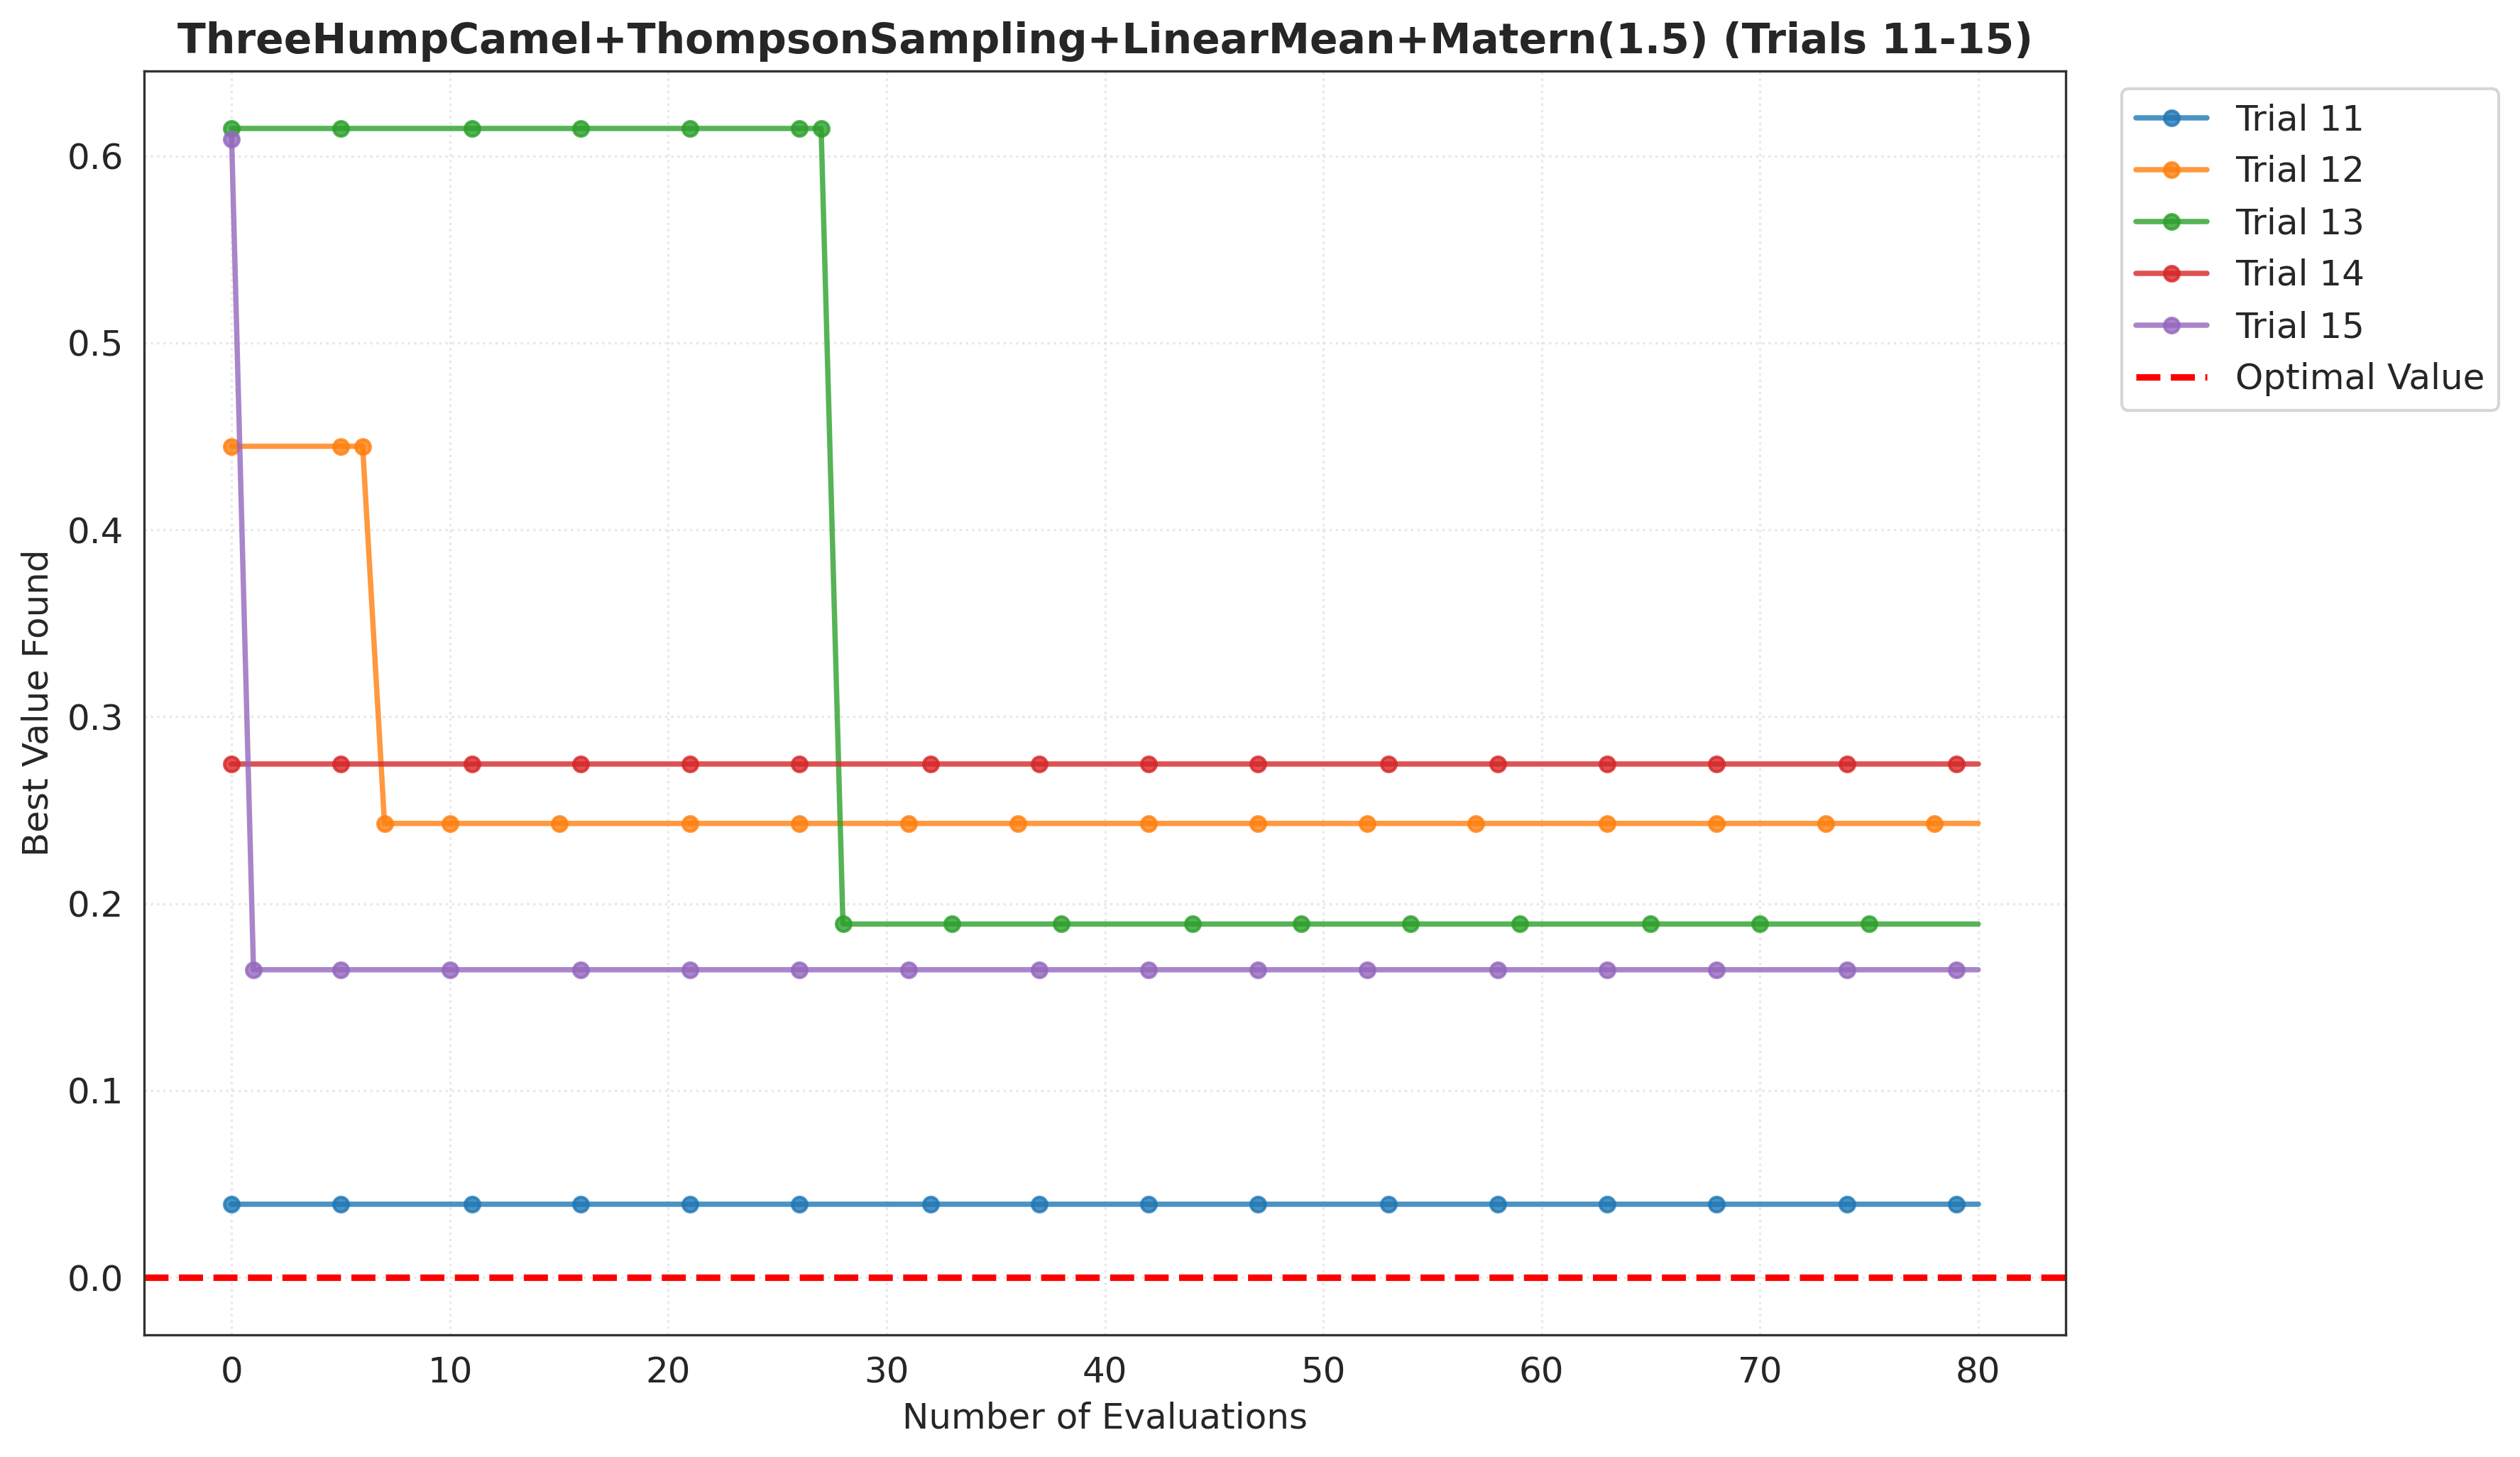 ThreeHumpCamel+ThompsonSampling+LinearMean+Matern(1.5) (Trials 11-15)
Best Value Found
0.6
0.5
0.4
0.3
0.2
0.1
0.0
0 10 20 30 40 50 60 70 80
Number of Evaluations
Trial 11
Trial 12
Trial 13
Trial 14
Trial 15
Optimal Value